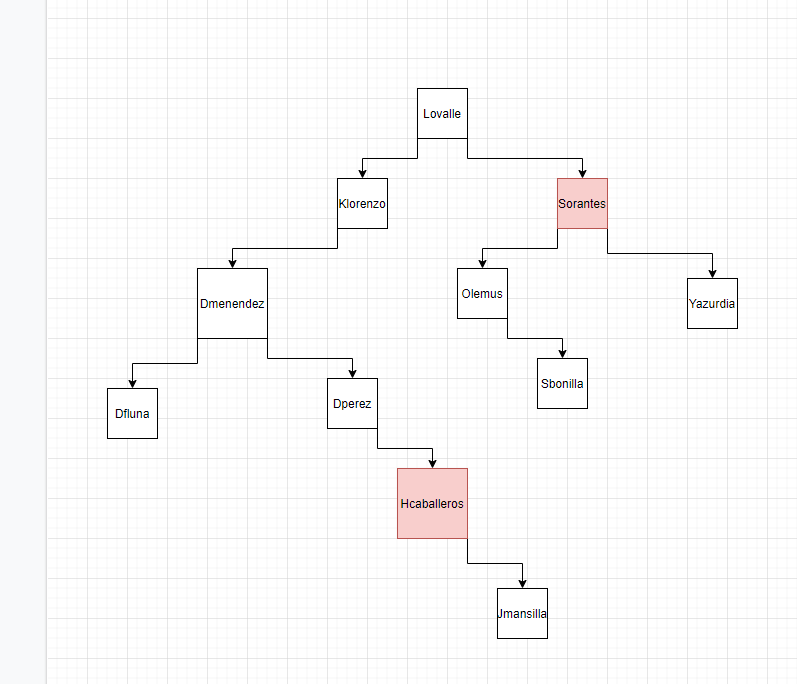 Lovalle
Klorenzo
Sorantes
Dmenendez
Olemus
Yazurdia
Dfluna
Dperez
Sbonilla
Hcaballeros
Jmansilla